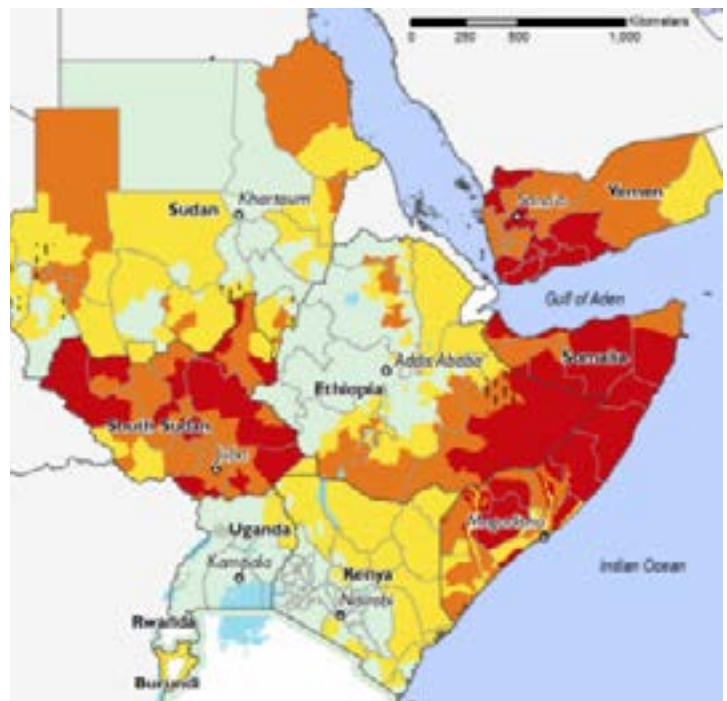 Kilometers
0 250 500 1,000
Sudan
Khartoum
Sana'a
Yemen
Gulf of Aden
Addis Ababa
Somalia
Ethiopia
South Sudan
Juba
Mogadishu
Uganda
Indian Ocean
Kampala
Kenya
Nairobi
Rwanda
Burundi